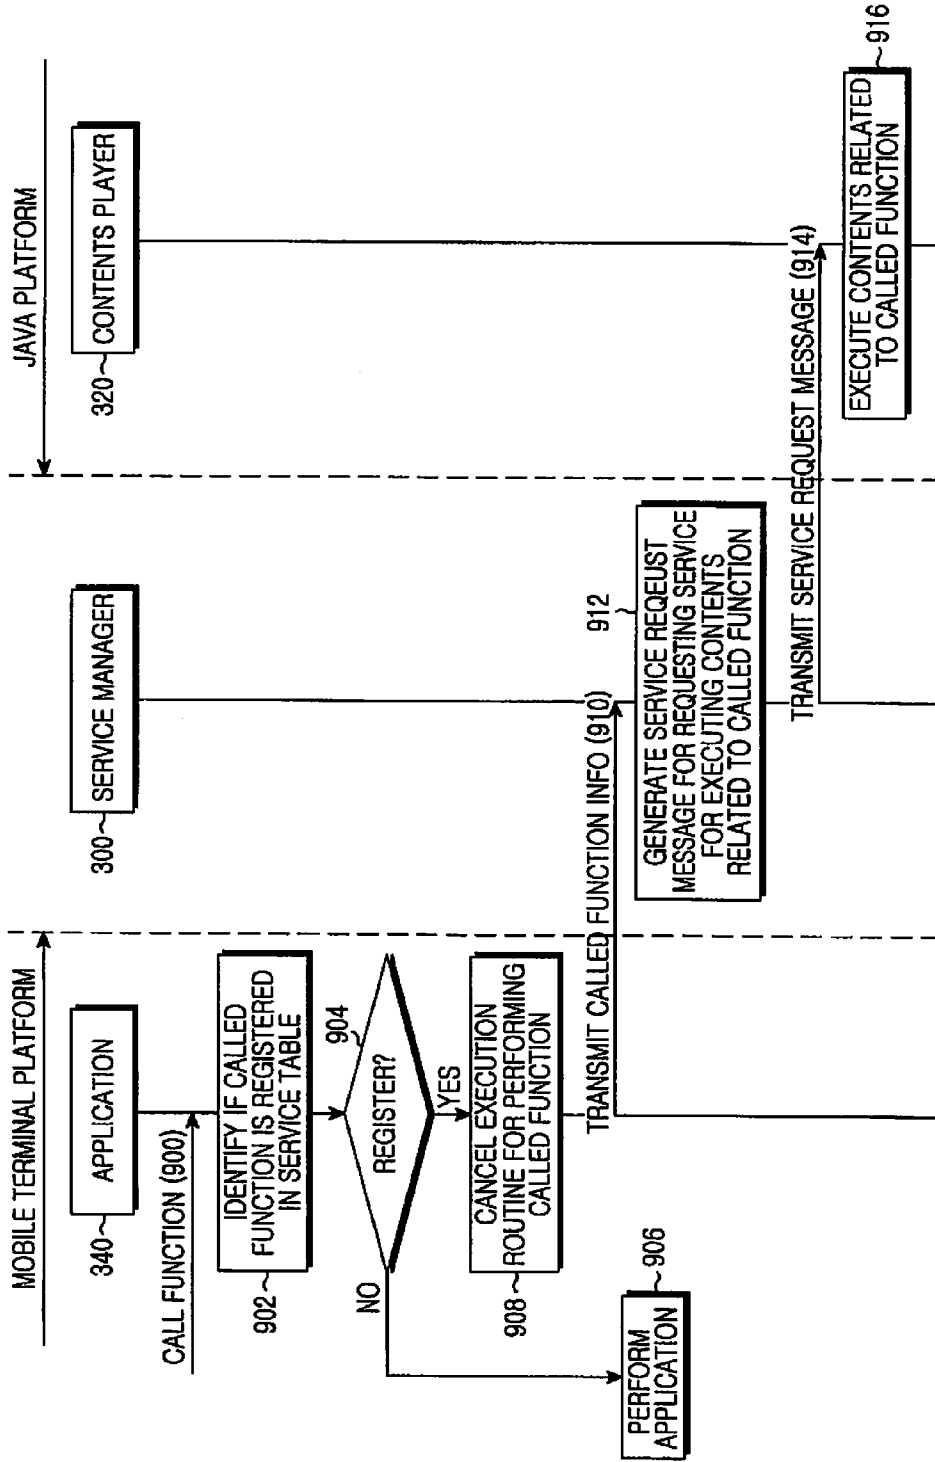 MOBILE TERMINAL PLATFORM
JAVA PLATFORM
340
APPLICATION
300
SERVICE MANAGER
320
CONTENTS PLAYER
CALL FUNCTION (900)
902
IDENTIFY IF CALLED
FUNCTION IS REGISTERED
IN SERVICE TABLE
904
REGISTER?
NO
YES
908
CANCEL EXECUTION
ROUTINE FOR PERFORMING
CALLED FUNCTION
PERFORM
APPLICATION
906
TRANSMIT CALLED FUNCTION INFO (910)
912
GENERATE SERVICE REQEUST
MESSAGE FOR REQUESTING SERVICE
FOR EXECUTING CONTENTS
RELATED TO CALLED FUNCTION
TRANSMIT SERVICE REQUEST MESSAGE (914)
EXECUTE CONTENTS RELATED
TO CALLED FUNCTION
916